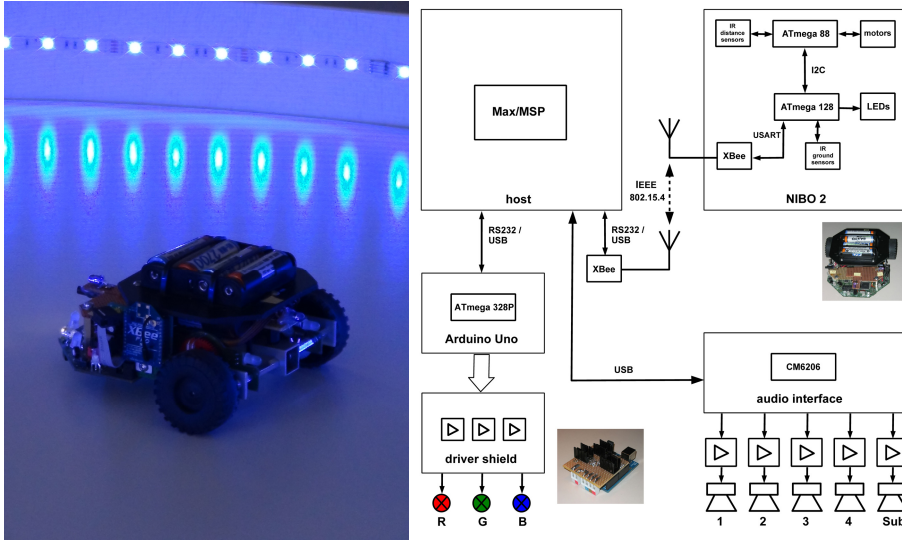 XBee
Max/MSP
host
RS232 /
USB
RS232 /
USB
XBee
IEEE
802.15.4
ATmega 328P
Arduino Uno
driver shield
R
G
B
IR
distance
sensors
ATmega 88
motors
I2C
ATmega 128
LEDs
USART
XBee
IR
ground
sensors
NIBO 2
USB
CM6206
audio interface
1
2
3
4
Sub